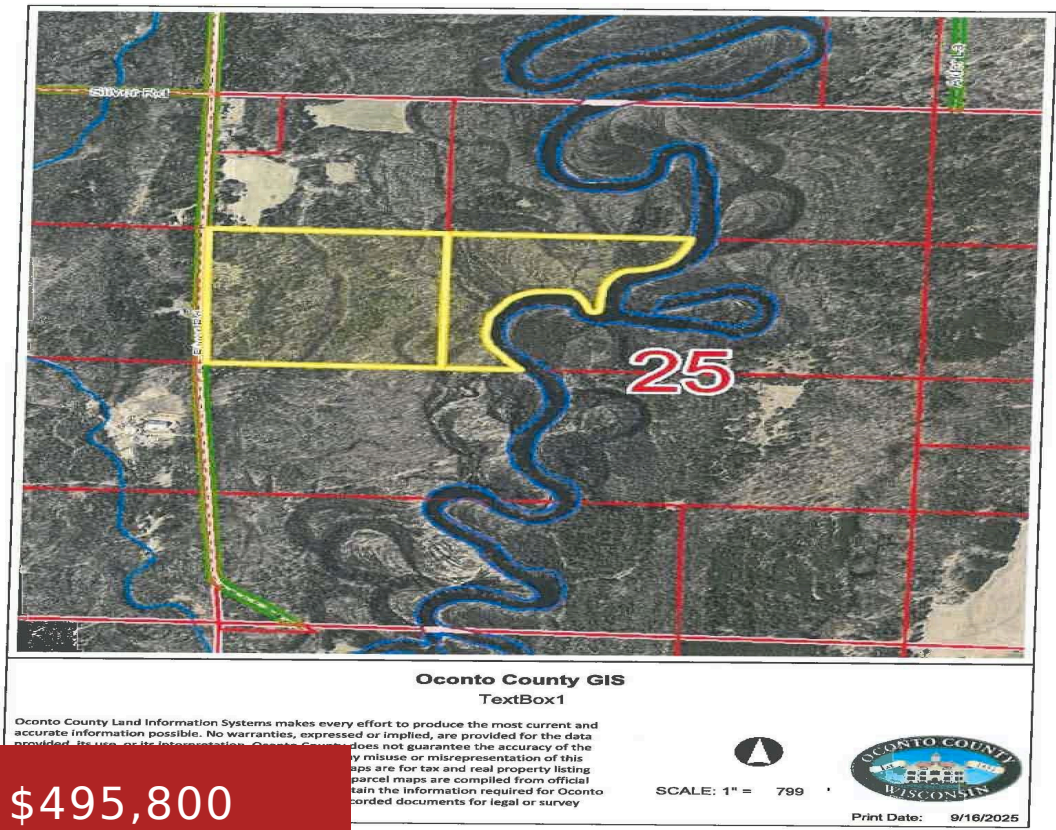 Silver Rd
25
Oconto County GIS
TextBox1
Oconto County Land Information Systems makes every effort to produce the most current and
accurate information possible. No warranties, expressed or implied, are provided for the data
provided, its use, or its interpretation. Oconto County does not guarantee the accuracy of the
y misuse or misrepresentation of this
aps are for tax and real property listing
parcel maps are compiled from official
tain the information required for Oconto
corded documents for legal or survey
$495,800
SCALE: 1" = 799 '
OCONTO COUNTY
WISCONSIN
Print Date: 9/16/2025